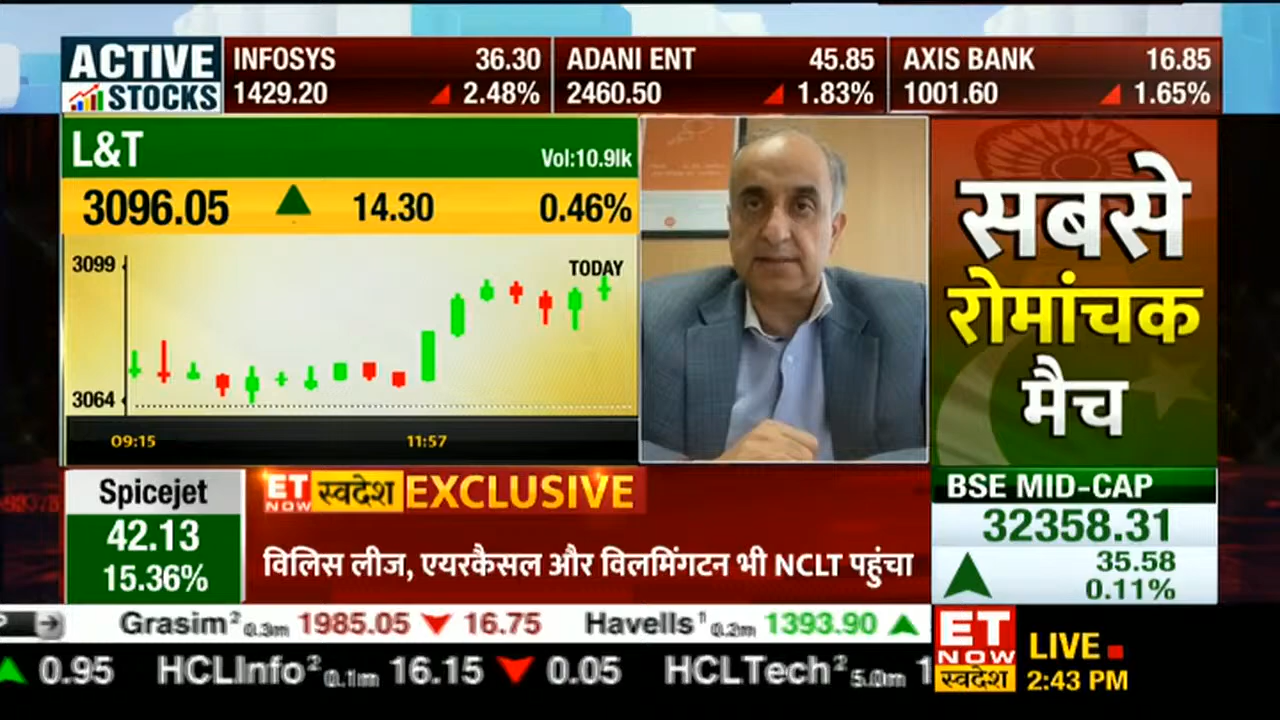 ACTIVE
STOCKS
INFOSYS 36.30
1429.20 2.48%
ADANI ENT 45.85
2460.50 1.83%
AXIS BANK 16.85
1001.60 1.65%
L&T
Vol:10.9lk
3096.05 14.30 0.46%
3099
TODAY
3064
09:15 11:57
सबसे
रोमांचक
मैच
Spicejet
42.13
15.36%
ET NOW स्वदेश EXCLUSIVE
विलिस लीज, एयरकैसल और विलमिंगटन भी NCLT पहुंचा
BSE MID-CAP
32358.31
35.58
0.11%
Grasim² 0.3m 1985.05 16.75 Havells¹ 0.2m 1393.90
0.95 HCLInfo² 0.1m 16.15 0.05 HCLTech² 5.0m 1
ET
NOW
स्वदेश
LIVE
2:43 PM